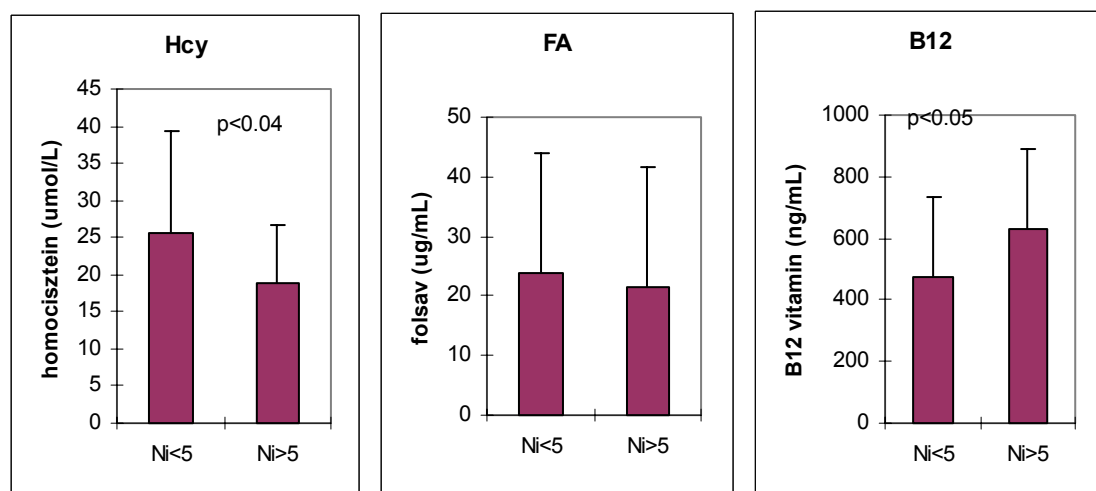 Hcy
homocisztein (umol/L)
45
40
35
30
25
20
15
10
5
0
p<0.04
Ni<5 Ni>5
FA
folsav (ug/mL)
50
40
30
20
10
0
Ni<5 Ni>5
B12
B12 vitamin (ng/mL)
1000
800
600
400
200
0
p<0.05
Ni<5 Ni>5